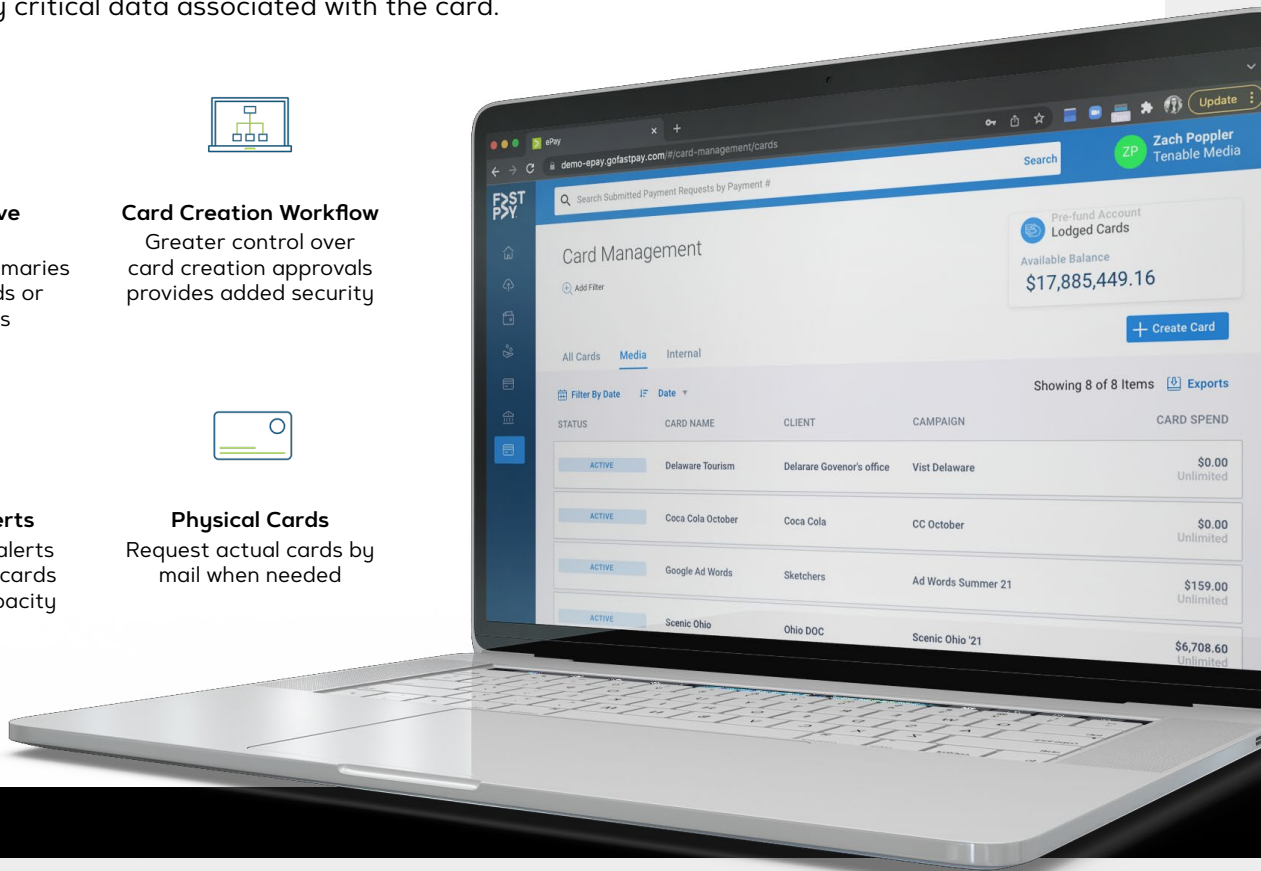 critical data associated with the card.
ve
maries
ds or
s
Card Creation Workflow
Greater control over
card creation approvals
provides added security
erts
alerts
cards
pacity
Physical Cards
Request actual cards by
mail when needed
ePay
Update
demo-epay.gofastpay.com/#/card-management/cards
FAST
PAY
Search Submitted Payment Requests by Payment #
Search
ZP
Zach Poppler
Tenable Media
Card Management
Add Filter
Pre-fund Account
Lodged Cards
Available Balance
$17,885,449.16
+ Create Card
All Cards Media Internal
Filter By Date Date
Showing 8 of 8 Items Exports
STATUS CARD NAME CLIENT CAMPAIGN CARD SPEND
ACTIVE Delaware Tourism Delarare Govenor's office Vist Delaware $0.00
Unlimited
ACTIVE Coca Cola October Coca Cola CC October $0.00
Unlimited
ACTIVE Google Ad Words Sketchers Ad Words Summer 21 $159.00
Unlimited
ACTIVE Scenic Ohio Ohio DOC Scenic Ohio '21 $6,708.60
Unlimited